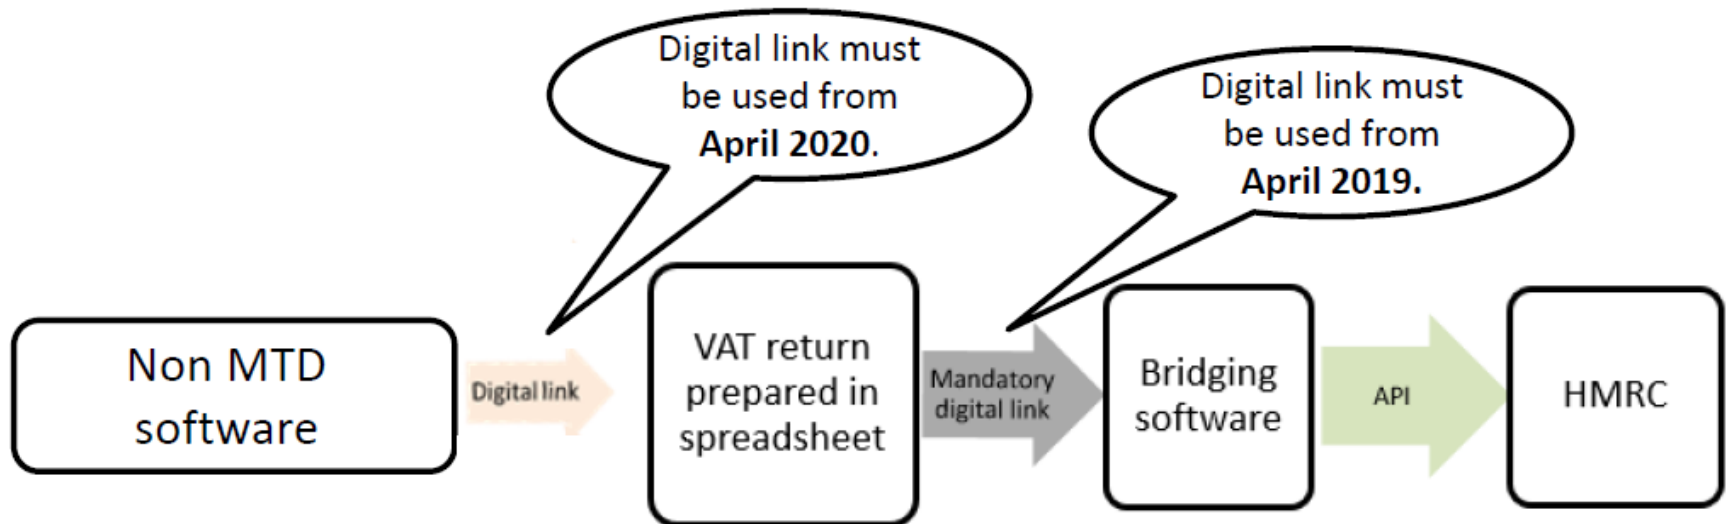 Digital link must
be used from
April 2020.
Digital link must
be used from
April 2019.
Non MTD
software
Digital link
VAT return
prepared in
spreadsheet
Mandatory
digital link
Bridging
software
API
HMRC